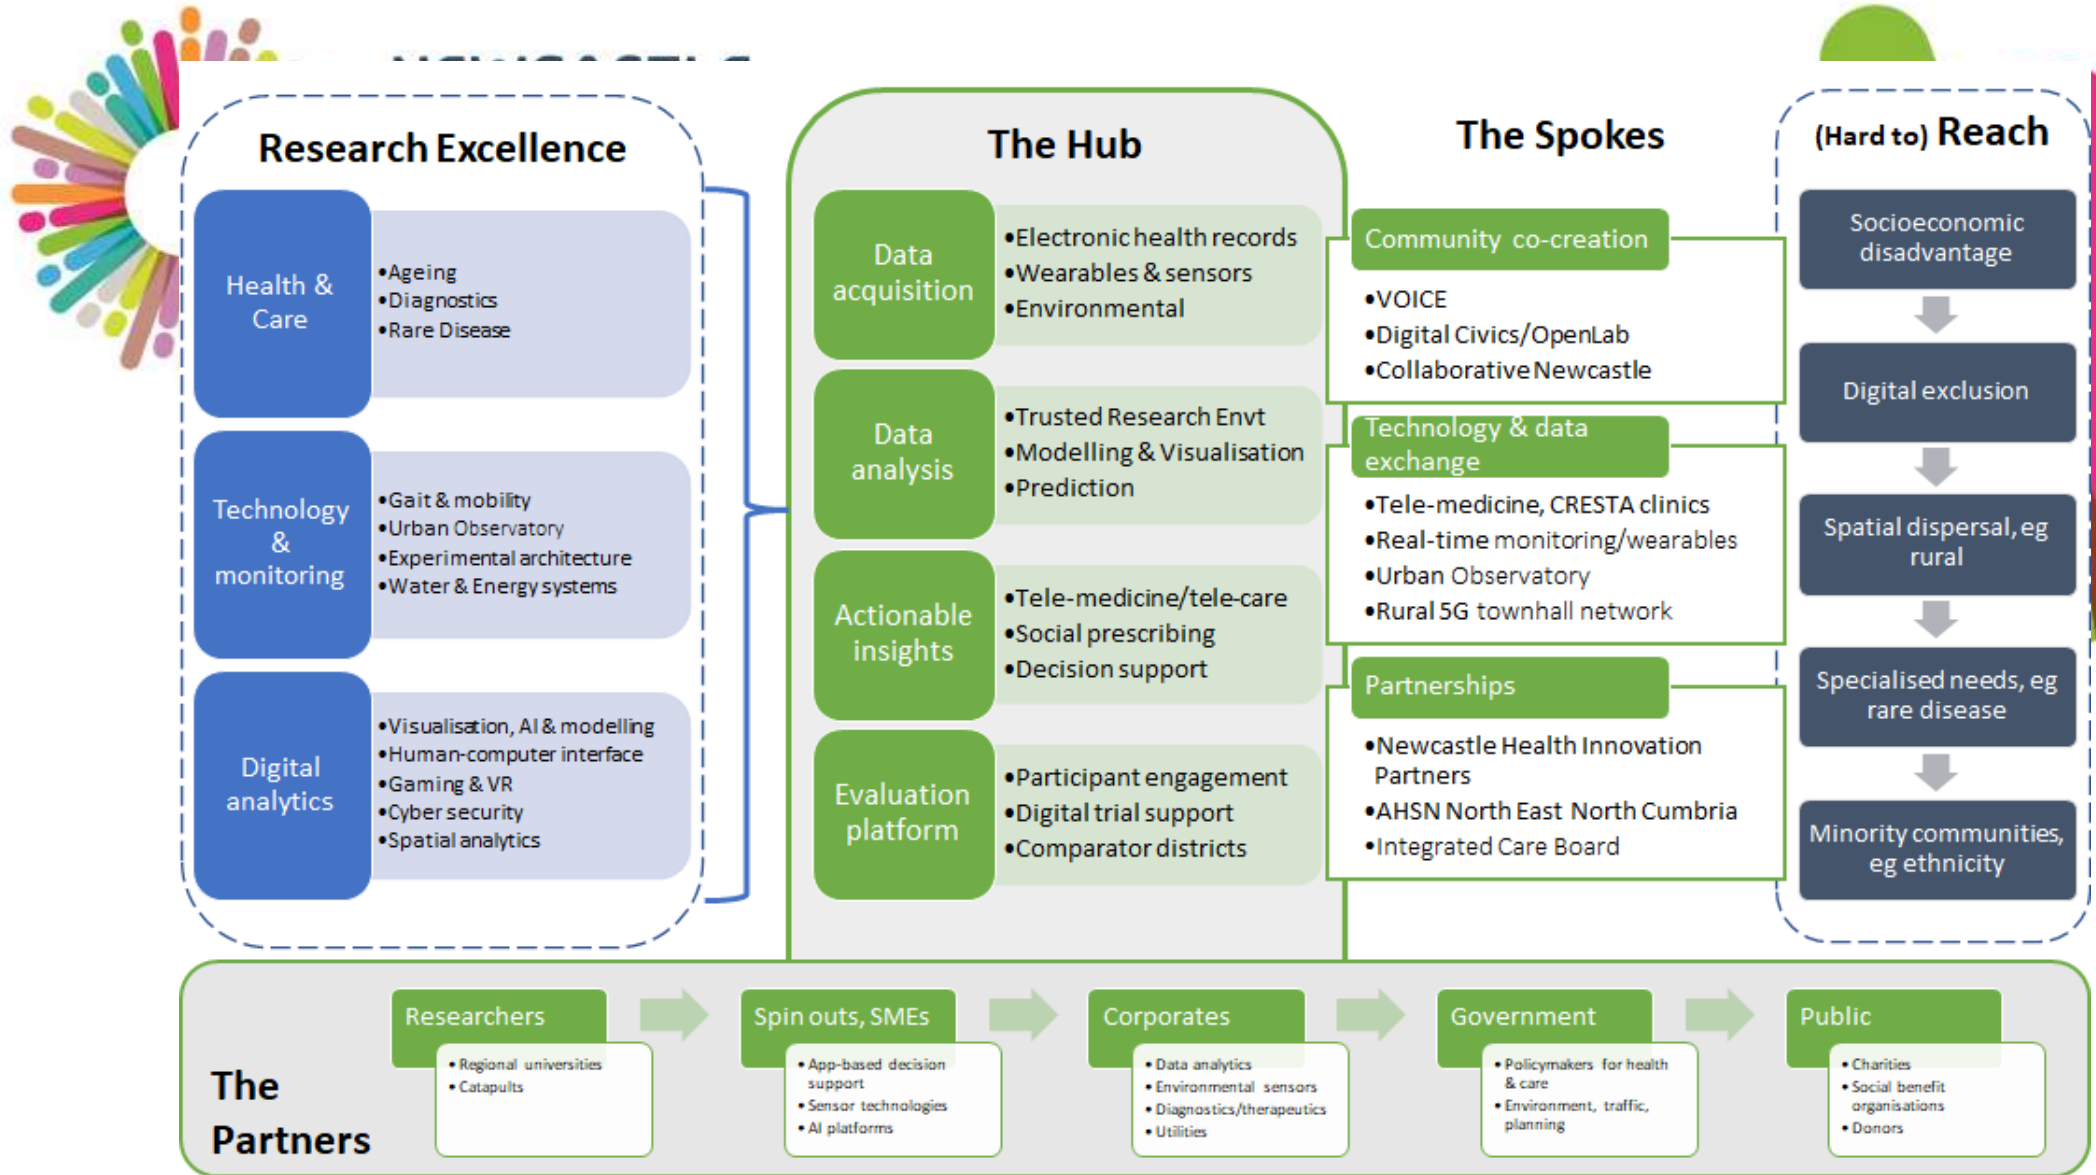 Research Excellence
Health &
Care
•Ageing
•Diagnostics
•Rare Disease
Technology
&
monitoring
•Gait & mobility
•Urban Observatory
•Experimental architecture
•Water & Energy systems
Digital
analytics
•Visualisation, AI & modelling
•Human-computer interface
•Gaming & VR
•Cyber security
•Spatial analytics
The Hub
Data
acquisition
•Electronic health records
•Wearables & sensors
•Environmental
Data
analysis
•Trusted Research Envt
•Modelling & Visualisation
•Prediction
Actionable
insights
•Tele-medicine/tele-care
•Social prescribing
•Decision support
Evaluation
platform
•Participant engagement
•Digital trial support
•Comparator districts
The Spokes
Community co-creation
•VOICE
•Digital Civics/OpenLab
•Collaborative Newcastle
Technology & data
exchange
•Tele-medicine, CRESTA clinics
•Real-time monitoring/wearables
•Urban Observatory
•Rural 5G townhall network
Partnerships
•Newcastle Health Innovation
Partners
•AHSN North East North Cumbria
•Integrated Care Board
(Hard to) Reach
Socioeconomic
disadvantage
Digital exclusion
Spatial dispersal, eg
rural
Specialised needs, eg
rare disease
Minority communities,
eg ethnicity
The
Partners
Researchers
• Regional universities
• Catapults
Spin outs, SMEs
• App-based decision
support
• Sensor technologies
• AI platforms
Corporates
• Data analytics
• Environmental sensors
• Diagnostics/therapeutics
• Utilities
Government
• Policymakers for health
& care
• Environment, traffic,
planning
Public
• Charities
• Social benefit
organisations
• Donors